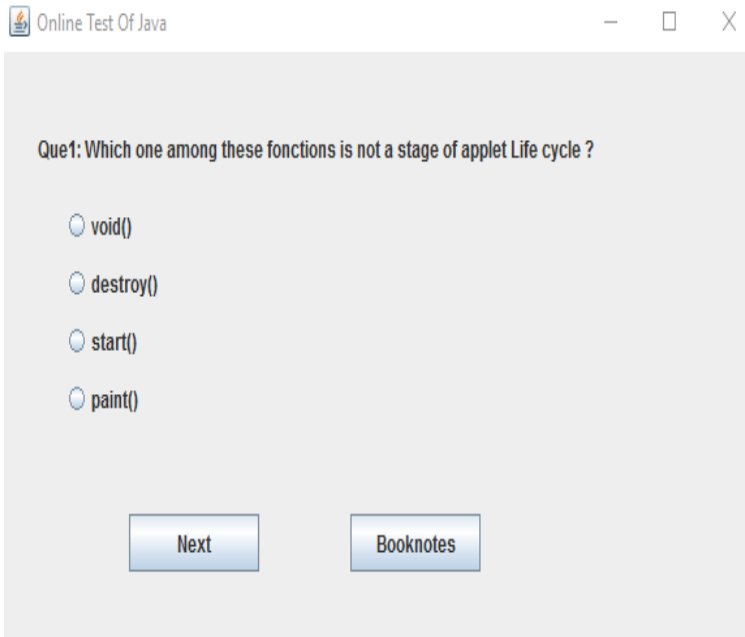 Online Test Of Java
Que1: Which one among these fonctions is not a stage of applet Life cycle ?
void()
destroy()
start()
paint()
Next Booknotes